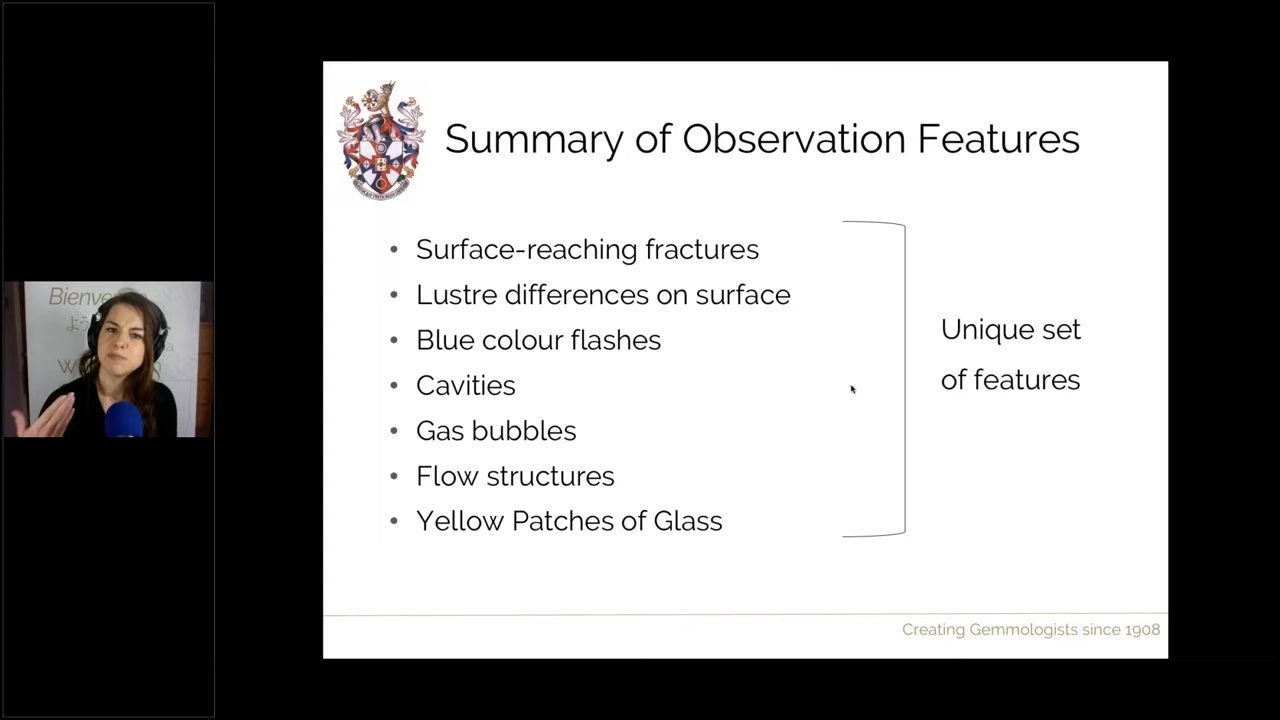 Summary of Observation Features
• Surface-reaching fractures
• Lustre differences on surface
• Blue colour flashes
• Cavities
• Gas bubbles
• Flow structures
• Yellow Patches of Glass
Unique set
of features
Creating Gemmologists since 1908